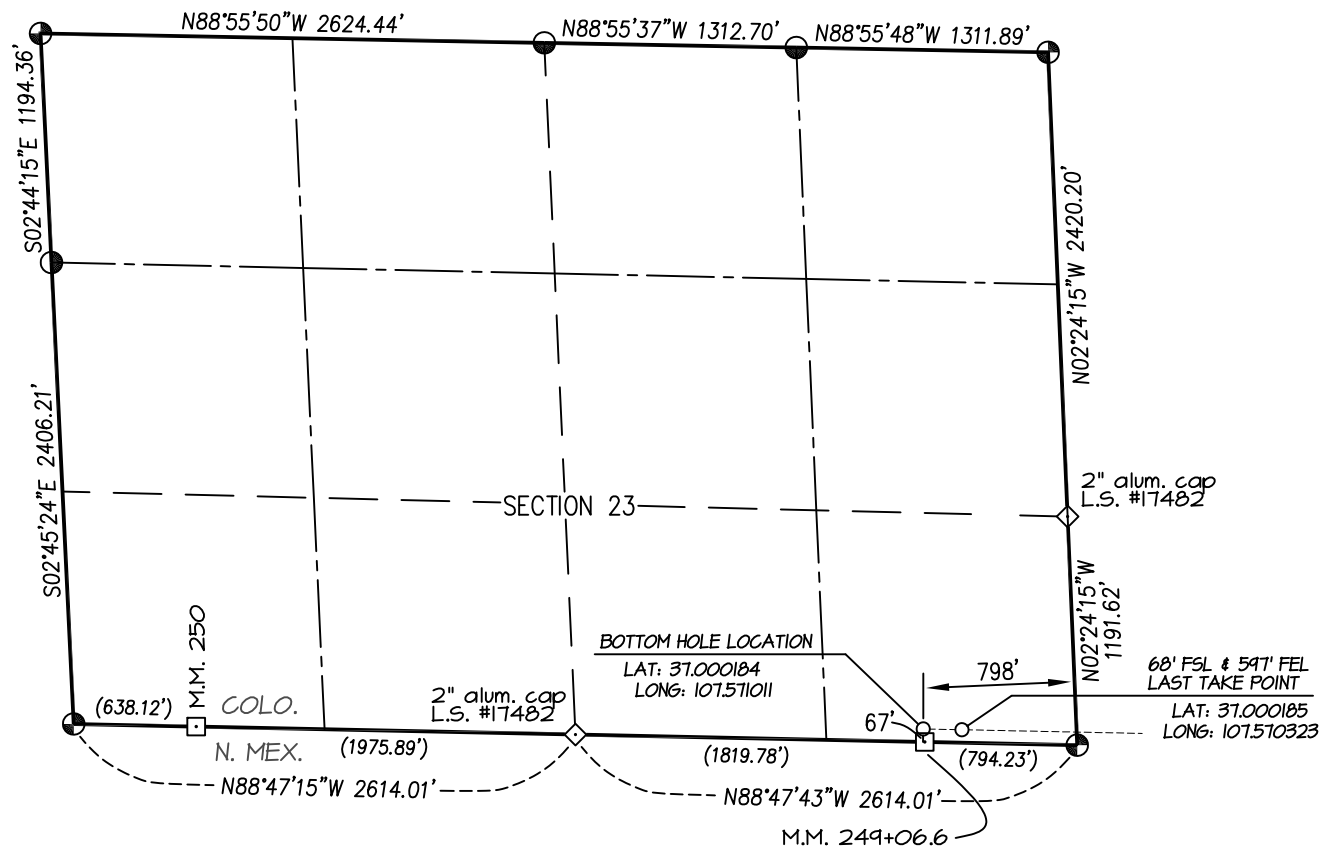 N88°55'50"W 2624.44'
N88°55'37"W 1312.70'
N88°55'48"W 1311.89'
S02°44'15"E 1194.36'
N02°24'15"W 2420.20'
S02°45'24"E 2406.21'
2" alum. cap
L.S. #17482
SECTION 23
N02°24'15"W
1191.62'
M.M. 250
BOTTOM HOLE LOCATION
LAT: 37.000184
LONG: 107.571011
798'
68' FSL & 597' FEL
LAST TAKE POINT
LAT: 37.000185
LONG: 107.570323
(638.12')
COLO.
2" alum. cap
L.S. #17482
67'
N. MEX.
(1975.89')
(1819.78')
(794.23')
N88°47'15"W 2614.01'
N88°47'43"W 2614.01'
M.M. 249+06.6